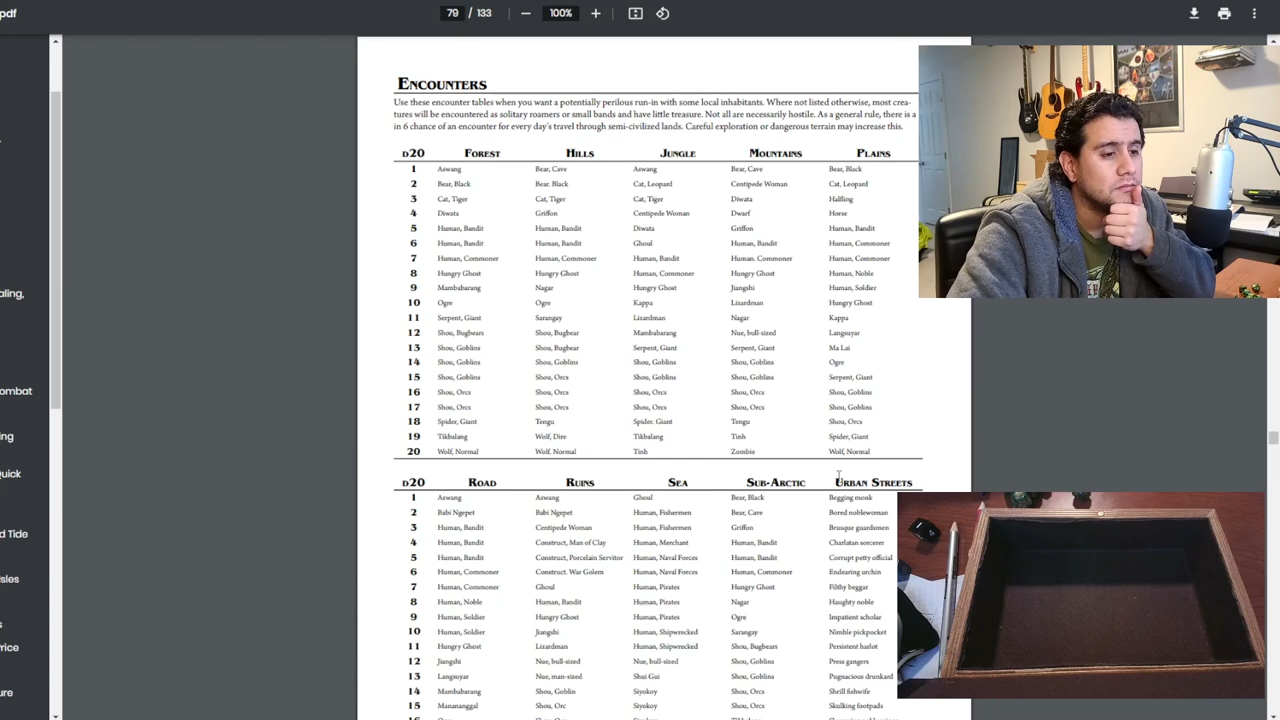 pdf
79 / 133 − 100% +
ENCOUNTERS
Use these encounter tables when you want a potentially perilous run-in with some local inhabitants. Where not listed otherwise, most crea-
tures will be encountered as solitary roamers or small bands and have little treasure. Not all are necessarily hostile. As a general rule, there is a
in 6 chance of an encounter for every day's travel through semi-civilized lands. Careful exploration or dangerous terrain may increase this.
D20 FOREST HILLS JUNGLE MOUNTAINS PLAINS
1 Aswang Bear, Cave Aswang Bear, Cave Bear, Black
2 Bear, Black Bear. Black Cat, Leopard Centipede Woman Cat, Leopard
3 Cat, Tiger Cat, Tiger Cat, Tiger Diwata Halfling
4 Diwata Griffon Centipede Woman Dwarf Horse
5 Human, Bandit Human, Bandit Diwata Griffon Human, Bandit
6 Human, Bandit Human, Bandit Ghoul Human, Bandit Human, Commoner
7 Human, Commoner Human, Commoner Human, Bandit Human. Commoner Human, Commoner
8 Hungry Ghost Hungry Ghost Human, Commoner Hungry Ghost Human, Noble
9 Mambabarang Nagar Hungry Ghost Jiangshi Human, Soldier
10 Ogre Ogre Kappa Lizardman Hungry Ghost
11 Serpent, Giant Sarangay Lizardman Nagar Kappa
12 Shou, Bugbears Shou, Bugbear Mambabarang Nue, bull-sized Langsuyar
13 Shou, Goblins Shou, Bugbear Serpent, Giant Serpent, Giant Ma Lai
14 Shou, Goblins Shou, Goblins Shou, Goblins Shou, Goblins Ogre
15 Shou, Goblins Shou, Orcs Shou, Goblins Shou, Goblins Serpent, Giant
16 Shou, Orcs Shou, Orcs Shou, Orcs Shou, Orcs Shou, Goblins
17 Shou, Orcs Shou, Orcs Shou, Orcs Shou, Orcs Shou, Goblins
18 Spider, Giant Tengu Spider. Giant Tengu Shou, Orcs
19 Tikbalang Wolf, Dire Tikbalang Tinh Spider, Giant
20 Wolf, Normal Wolf. Normal Tinh Zombie Wolf, Normal
D20 ROAD RUINS SEA SUB-ARCTIC URBAN STREETS
1 Aswang Aswang Ghoul Bear, Black Begging monk
2 Babi Ngepet Babi Ngepet Human, Fishermen Bear, Cave Bored noblewoman
3 Human, Bandit Centipede Woman Human, Fishermen Griffon Brusque guardsmen
4 Human, Bandit Construct, Man of Clay Human, Merchant Human, Bandit Charlatan sorcerer
5 Human, Bandit Construct, Porcelain Servitor Human, Naval Forces Human, Bandit Corrupt petty official
6 Human, Commoner Construct. War Golem Human, Naval Forces Human, Commoner Endearing urchin
7 Human, Commoner Ghoul Human, Pirates Hungry Ghost Filthy beggar
8 Human, Noble Human, Bandit Human, Pirates Nagar Haughty noble
9 Human, Soldier Hungry Ghost Human, Pirates Ogre Impatient scholar
10 Human, Soldier Jiangshi Human, Shipwrecked Sarangay Nimble pickpocket
11 Hungry Ghost Lizardman Human, Shipwrecked Shou, Bugbears Persistent harlot
12 Jiangshi Nue, bull-sized Nue, bull-sized Shou, Goblins Press gangers
13 Langsuyar Nue, man-sized Shui Gui Shou, Goblins Pugnacious drunkard
14 Mambabarang Shou, Goblin Siyokoy Shou, Orcs Shrill fishwife
15 Manananggal Shou, Orc Siyokoy Shou, Orcs Skulking footpads
aling,
ombat
ing
Quick
d Tide
isles
s
rvice
ure